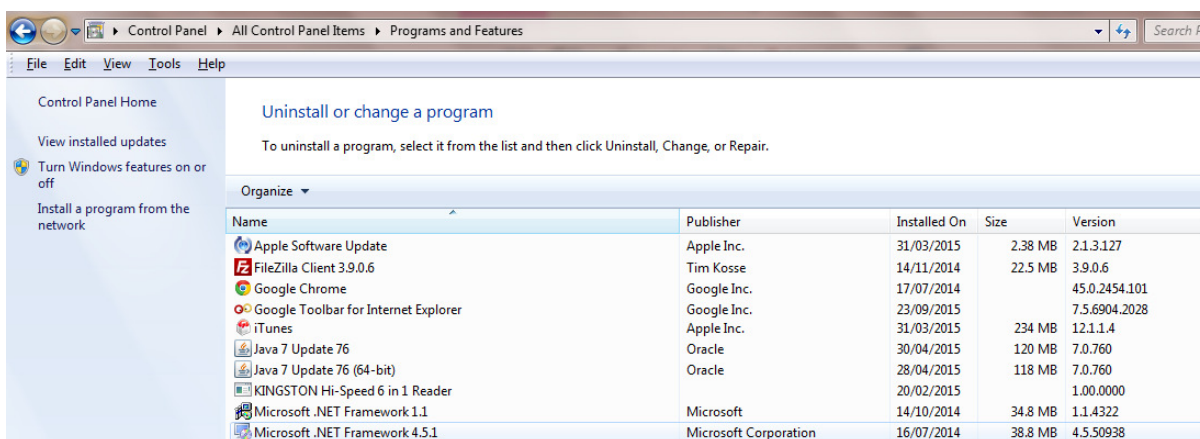 Control Panel All Control Panel Items Programs and Features Search
File Edit View Tools Help
Control Panel Home
View installed updates
Turn Windows features on or
off
Install a program from the
network
Uninstall or change a program
To uninstall a program, select it from the list and then click Uninstall, Change, or Repair.
Organize
Name Publisher Installed On Size Version
Apple Software Update Apple Inc. 31/03/2015 2.38 MB 2.1.3.127
FileZilla Client 3.9.0.6 Tim Kosse 14/11/2014 22.5 MB 3.9.0.6
Google Chrome Google Inc. 17/07/2014 45.0.2454.101
Google Toolbar for Internet Explorer Google Inc. 23/09/2015 7.5.6904.2028
iTunes Apple Inc. 31/03/2015 234 MB 12.1.1.4
Java 7 Update 76 Oracle 30/04/2015 120 MB 7.0.760
Java 7 Update 76 (64-bit) Oracle 28/04/2015 118 MB 7.0.760
KINGSTON Hi-Speed 6 in 1 Reader 20/02/2015 1.00.0000
Microsoft .NET Framework 1.1 Microsoft 14/10/2014 34.8 MB 1.1.4322
Microsoft .NET Framework 4.5.1 Microsoft Corporation 16/07/2014 38.8 MB 4.5.50938